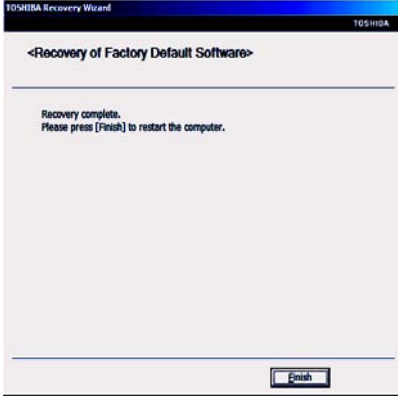 TOSHIBA Recovery Wizard
TOSHIBA
<Recovery of Factory Default Software>
Recovery complete.
Please press [Finish] to restart the computer.
Finish